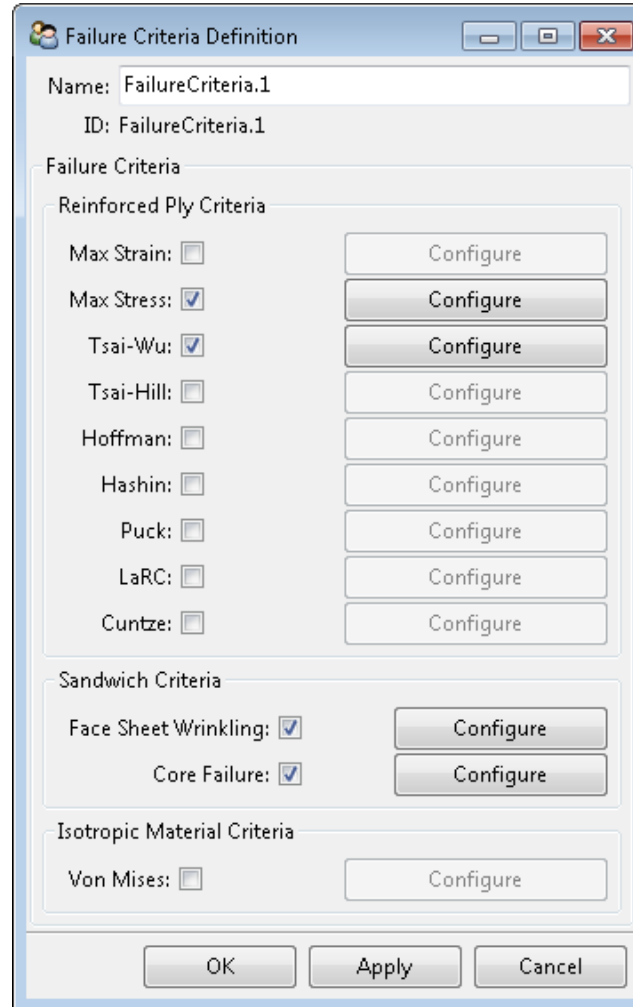 Failure Criteria Definition
Name: FailureCriteria.1
ID: FailureCriteria.1
Failure Criteria
Reinforced Ply Criteria
Max Strain: Configure
Max Stress: Configure
Tsai-Wu: Configure
Tsai-Hill: Configure
Hoffman: Configure
Hashin: Configure
Puck: Configure
LaRC: Configure
Cuntze: Configure
Sandwich Criteria
Face Sheet Wrinkling: Configure
Core Failure: Configure
Isotropic Material Criteria
Von Mises: Configure
OK Apply Cancel